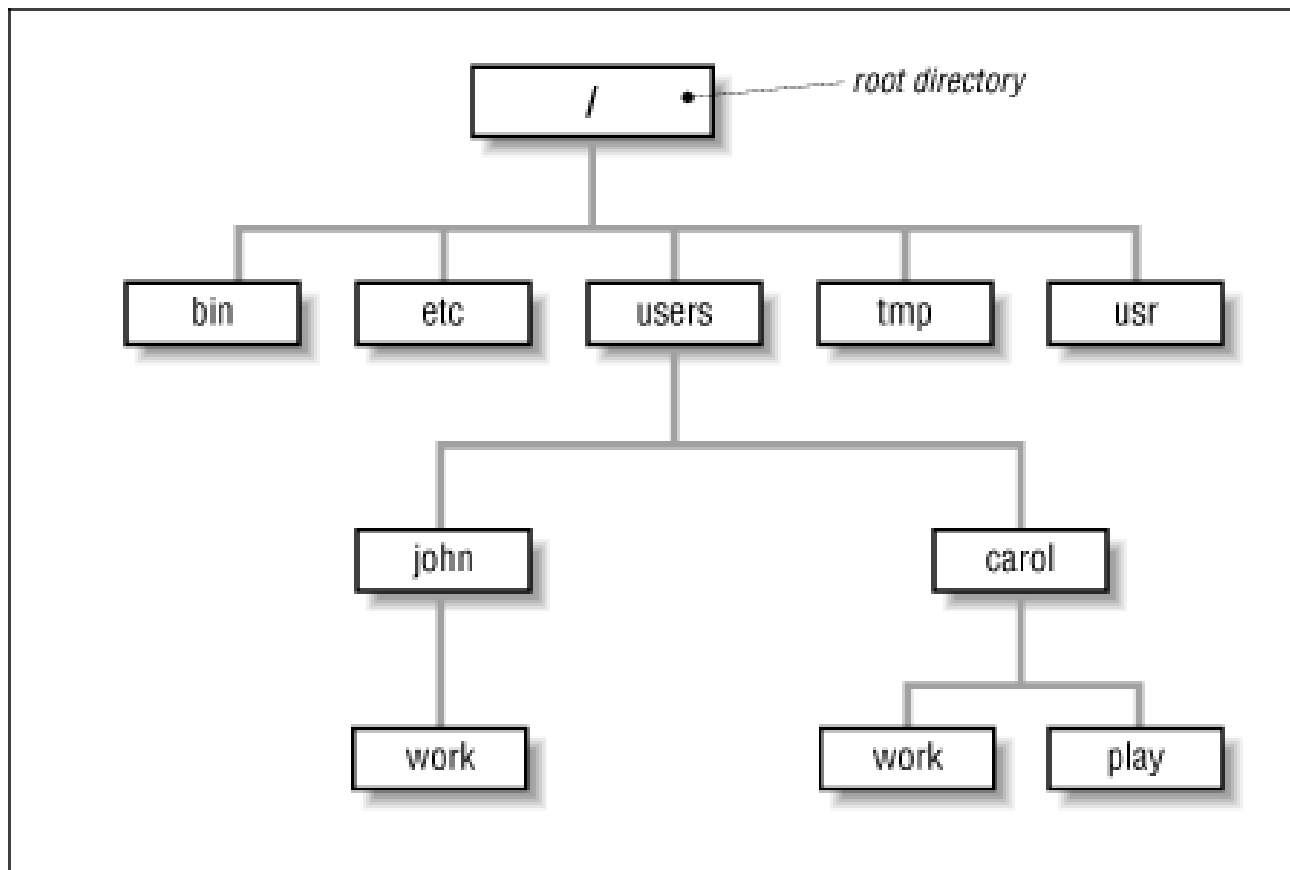 /
root directory
bin
etc
users
tmp
usr
john
carol
work
work
play